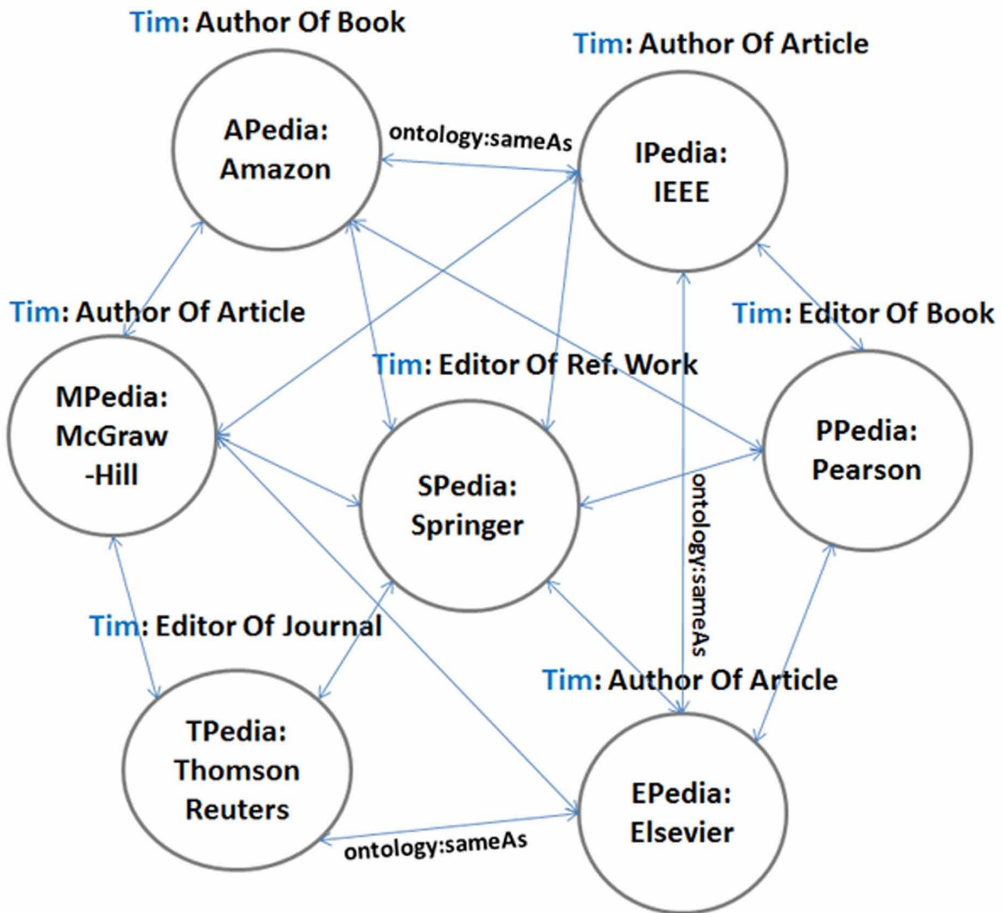 Tim: Author Of Book
Tim: Author Of Article
APedia:
Amazon
ontology:sameAs
IPedia:
IEEE
Tim: Author Of Article
Tim: Editor Of Book
Tim: Editor Of Ref. Work
MPedia:
McGraw
-Hill
SPedia:
Springer
PPedia:
Pearson
ontology:sameAs
Tim: Editor Of Journal
Tim: Author Of Article
TPedia:
Thomson
Reuters
EPedia:
Elsevier
ontology:sameAs